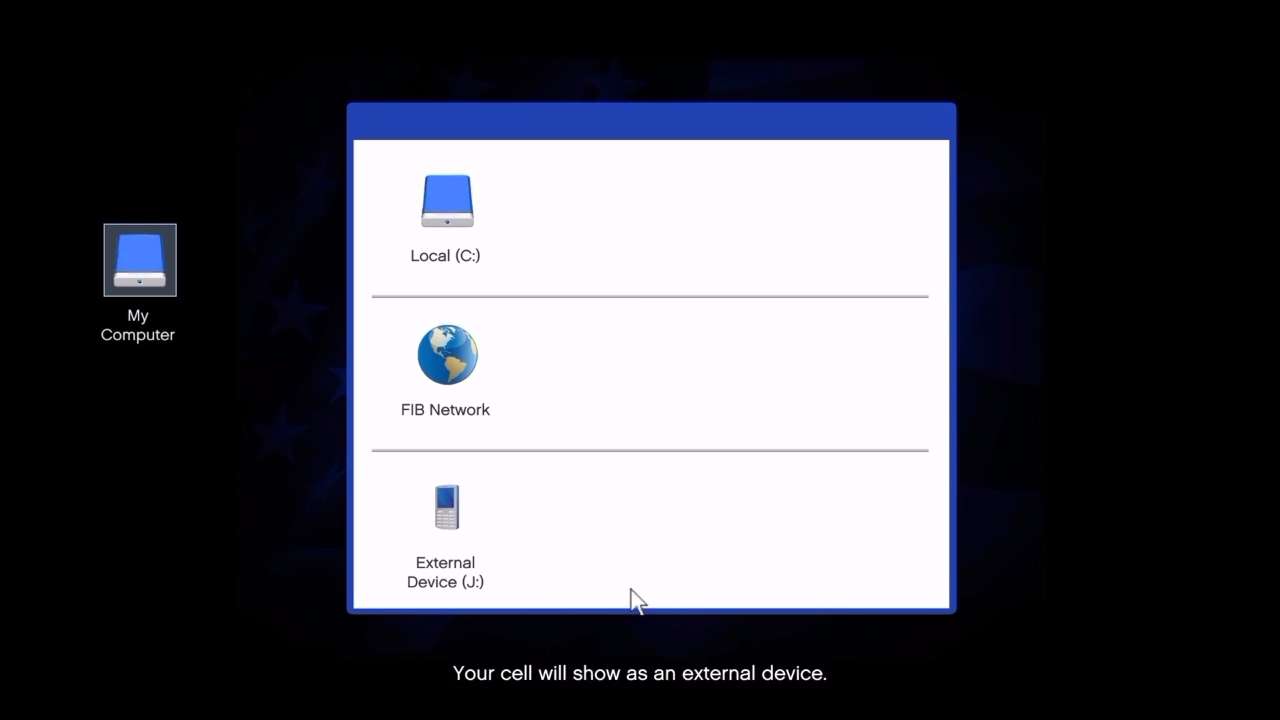 Local (C:)
My
Computer
FIB Network
External
Device (J:)
Your cell will show as an external device.